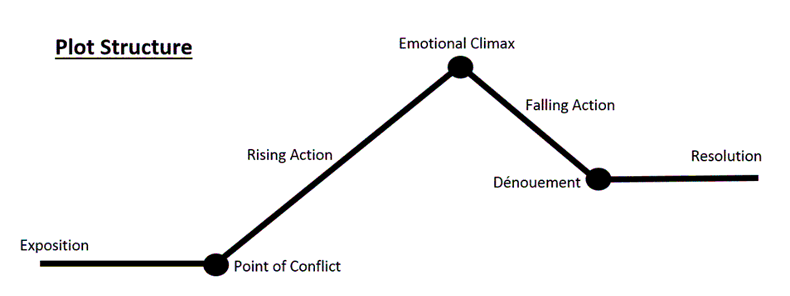 Plot Structure
Emotional Climax
Falling Action
Rising Action
Resolution
Dénouement
Exposition
Point of Conflict